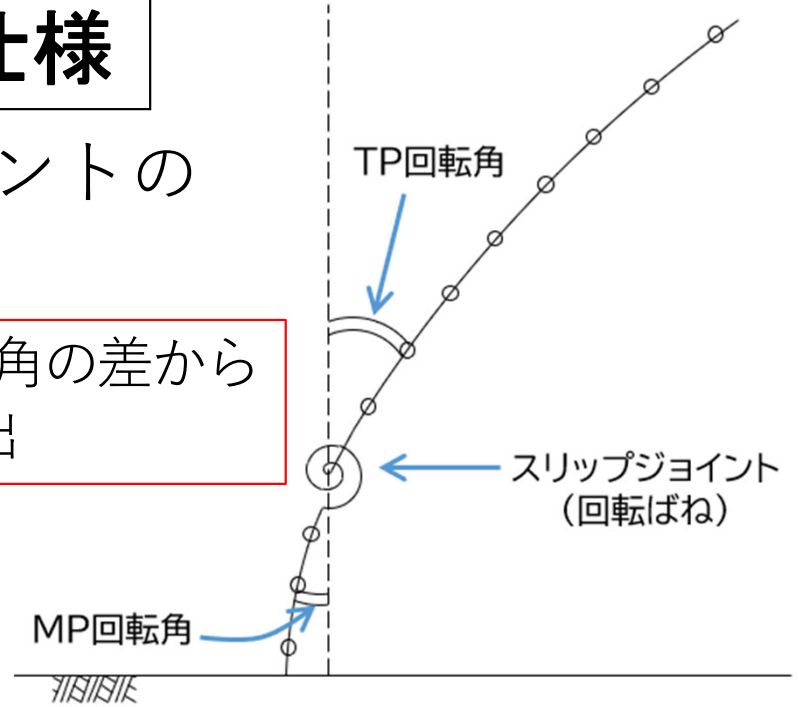 仕様
ントの
TP回転角
角の差から
出
スリップジョイント
（回転ばね）
MP回転角